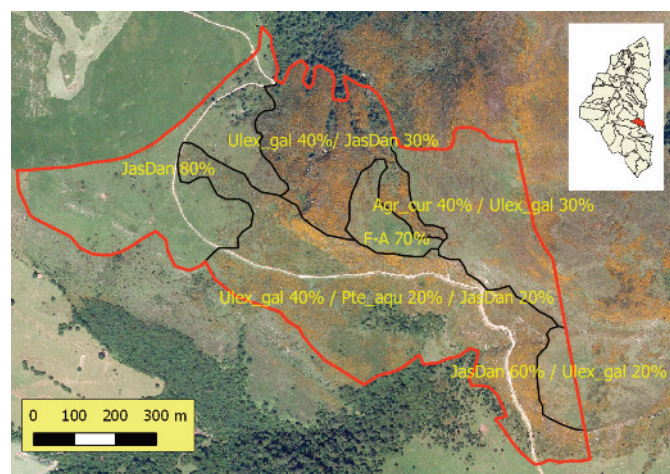 Ulex_gal 40%/ JasDan 30%
JasDan 80%
Agr_cur 40% / Ulex_gal 30%
F-A 70%
Ulex_gal 40% / Pte_aqu 20% / JasDan 20%
JasDan 60% / Ulex_gal 20%
0 100 200 300 m